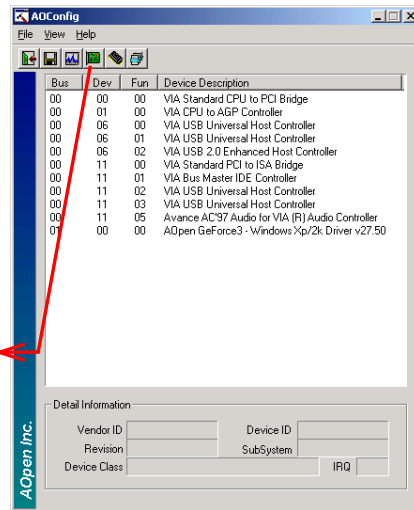 AOConfig
File View Help
Bus Dev Fun Device Description
00 00 00 VIA Standard CPU to PCI Bridge
00 01 00 VIA CPU to AGP Controller
00 06 00 VIA USB Universal Host Controller
00 06 01 VIA USB Universal Host Controller
00 06 02 VIA USB 2.0 Enhanced Host Controller
00 11 00 VIA Standard PCI to ISA Bridge
00 11 01 VIA Bus Master IDE Controller
00 11 02 VIA USB Universal Host Controller
00 11 03 VIA USB Universal Host Controller
00 11 05 Avance AC'97 Audio for VIA (R) Audio Controller
01 00 00 AOpen GeForce3 - Windows Xp/2k Driver v27.50
Detail Information
Vendor ID Device ID
Revision SubSystem
Device Class IRQ
AOpen Inc.